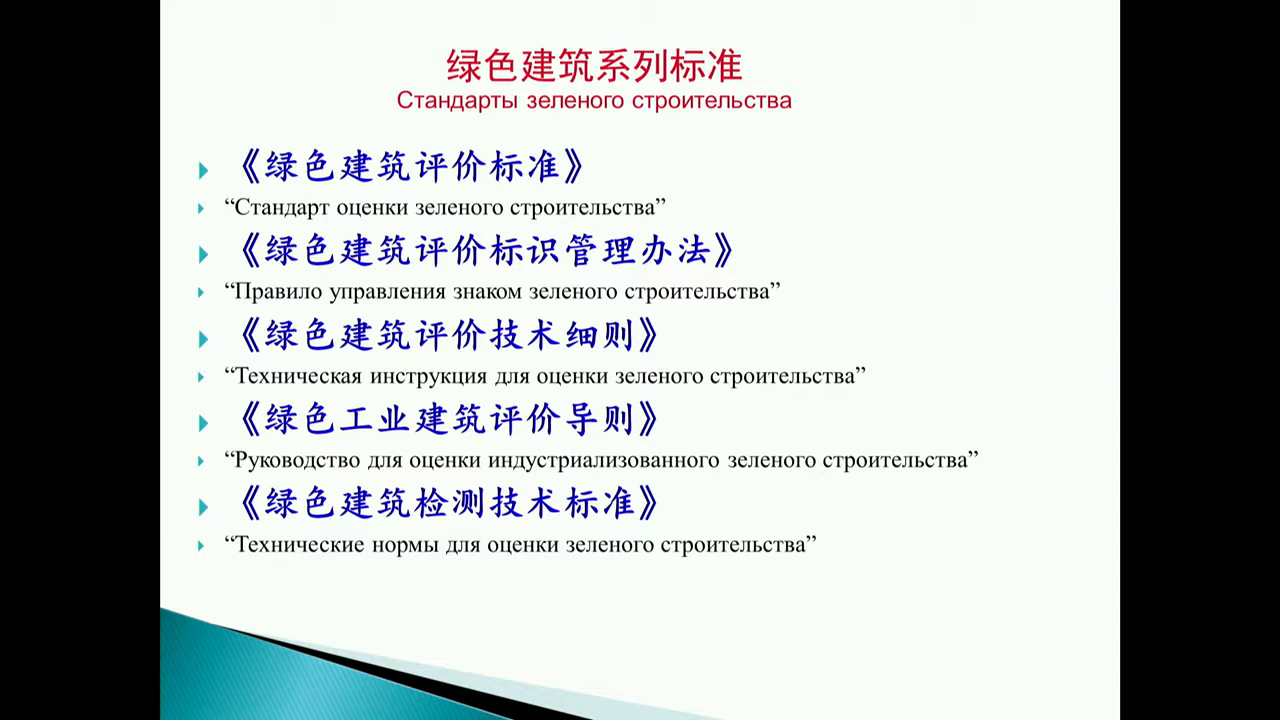 绿色建筑系列标准
Стандарты зеленого строительства
《绿色建筑评价标准》
“Стандарт оценки зеленого строительства”
《绿色建筑评价标识管理办法》
“Правило управления знаком зеленого строительства”
《绿色建筑评价技术细则》
“Техническая инструкция для оценки зеленого строительства”
《绿色工业建筑评价导则》
“Руководство для оценки индустриализованного зеленого строительства”
《绿色建筑检测技术标准》
“Технические нормы для оценки зеленого строительства”